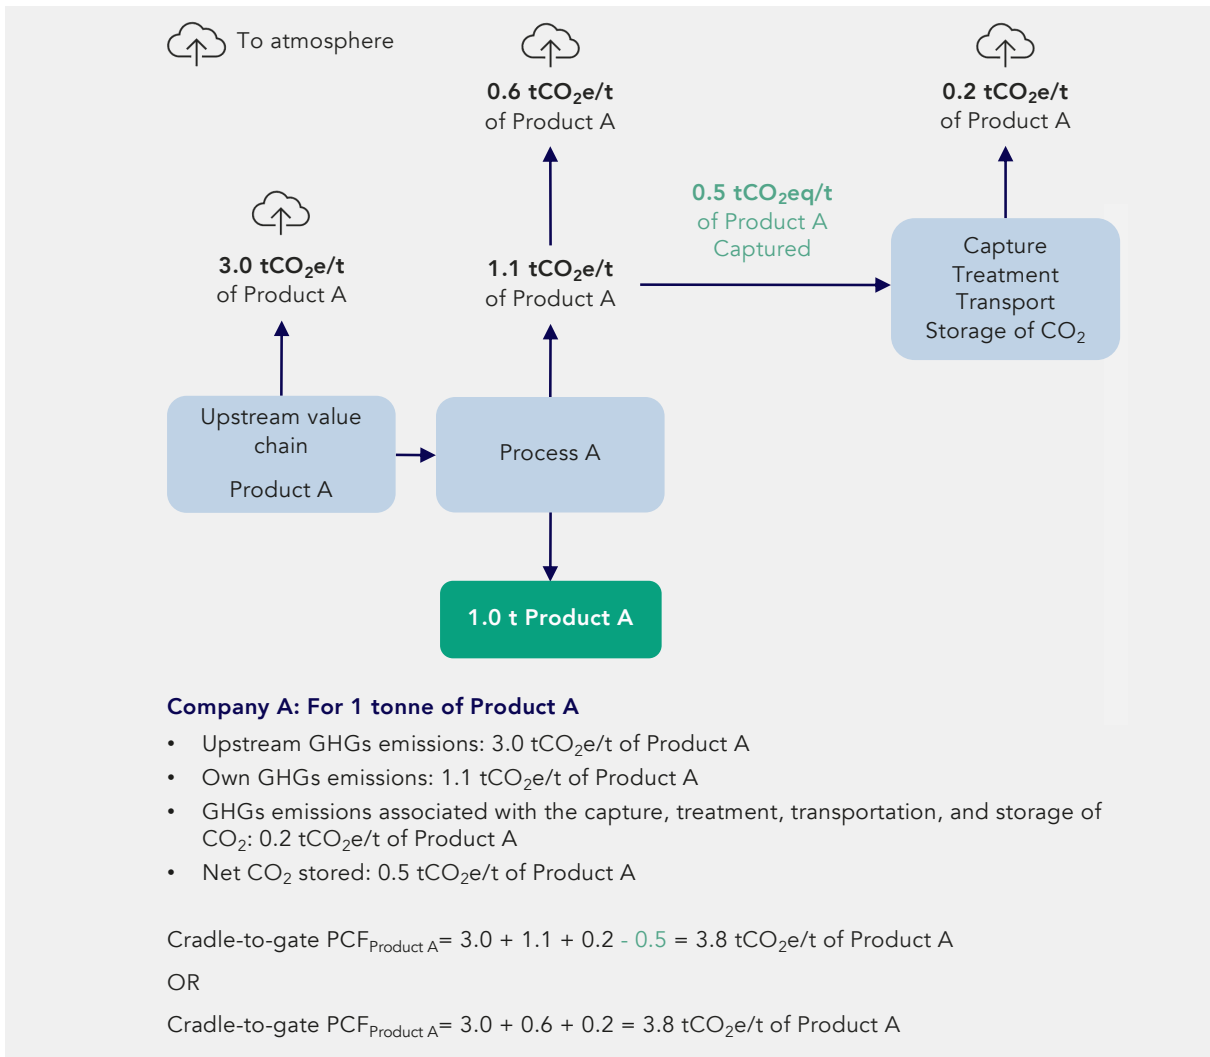 To atmosphere
0.6 tCO₂e/t
of Product A
0.2 tCO₂e/t
of Product A
0.5 tCO₂eq/t
of Product A
Captured
3.0 tCO₂e/t
of Product A
1.1 tCO₂e/t
of Product A
Capture
Treatment
Transport
Storage of CO₂
Upstream value
chain
Product A
Process A
1.0 t Product A
Company A: For 1 tonne of Product A
• Upstream GHGs emissions: 3.0 tCO₂e/t of Product A
• Own GHGs emissions: 1.1 tCO₂e/t of Product A
• GHGs emissions associated with the capture, treatment, transportation, and storage of
CO₂: 0.2 tCO₂e/t of Product A
• Net CO₂ stored: 0.5 tCO₂e/t of Product A
Cradle-to-gate PCF Product A= 3.0 + 1.1 + 0.2 - 0.5 = 3.8 tCO₂e/t of Product A
OR
Cradle-to-gate PCF Product A= 3.0 + 0.6 + 0.2 = 3.8 tCO₂e/t of Product A